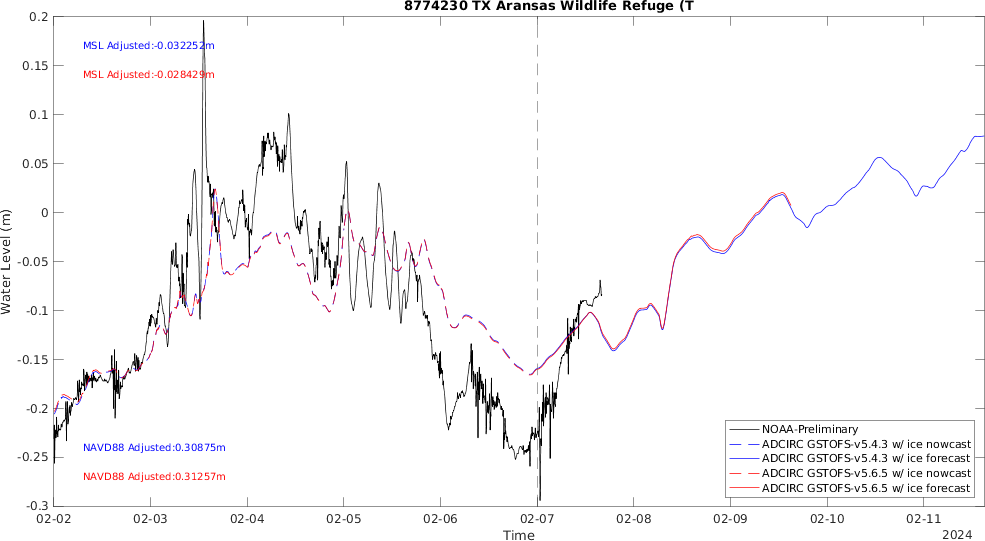 8774230 TX Aransas Wildlife Refuge (T
0.2
0.15
0.1
0.05
0
-0.05
-0.1
-0.15
-0.2
-0.25
-0.3
Water Level (m)
MSL Adjusted:-0.032252m
MSL Adjusted:-0.028429m
NAVD88 Adjusted:0.30875m
NAVD88 Adjusted:0.31257m
NOAA-Preliminary
ADCIRC GSTOFS-v5.4.3 w/ ice nowcast
ADCIRC GSTOFS-v5.4.3 w/ ice forecast
ADCIRC GSTOFS-v5.6.5 w/ ice nowcast
ADCIRC GSTOFS-v5.6.5 w/ ice forecast
02-02 02-03 02-04 02-05 02-06 02-07 02-08 02-09 02-10 02-11
Time
2024